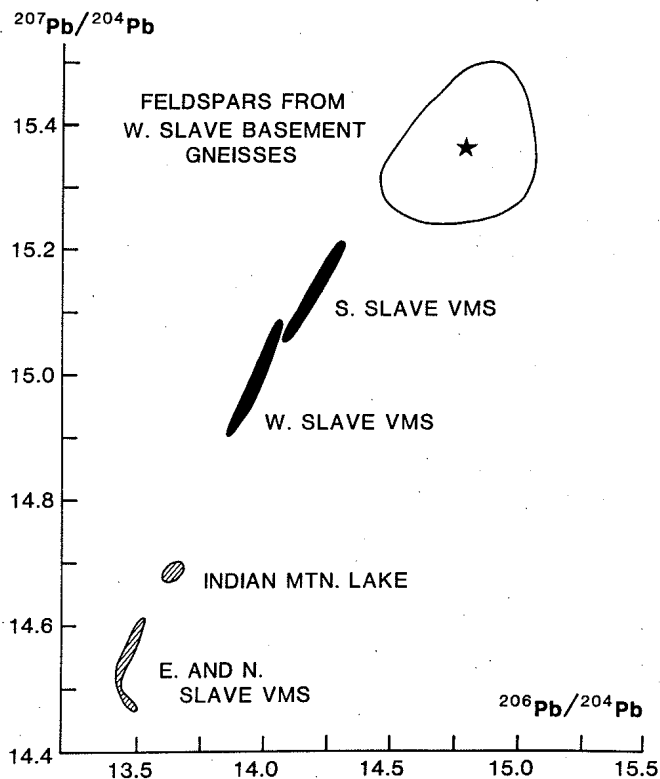 ²⁰⁷Pb/²⁰⁴Pb
FELDSPARS FROM
W. SLAVE BASEMENT
GNEISSES
15.4
15.2
S. SLAVE VMS
15.0
W. SLAVE VMS
14.8
INDIAN MTN. LAKE
14.6
E. AND N.
SLAVE VMS
²⁰⁶Pb/²⁰⁴Pb
14.4
13.5 14.0 14.5 15.0 15.5